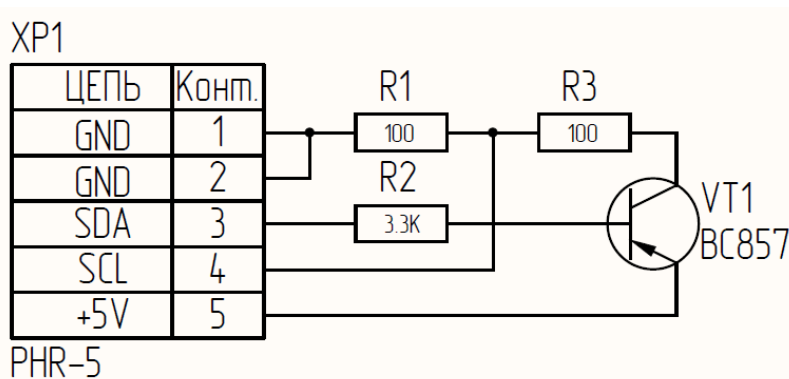 XP1
ЦЕПЬ Конт.
GND 1
GND 2
SDA 3
SCL 4
+5V 5
PHR-5
R1
100
R3
100
R2
3.3K
VT1
BC857